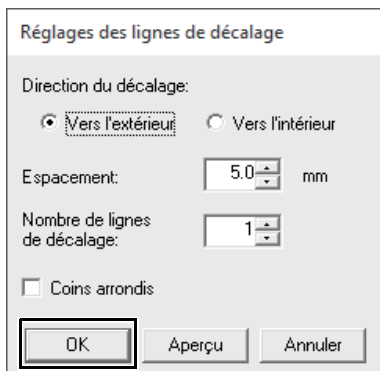 Réglages des lignes de décalage
Direction du décalage:
Vers l'extérieur Vers l'intérieur
Espacement: 5.0 mm
Nombre de lignes
de décalage: 1
Coins arrondis
OK Aperçu Annuler